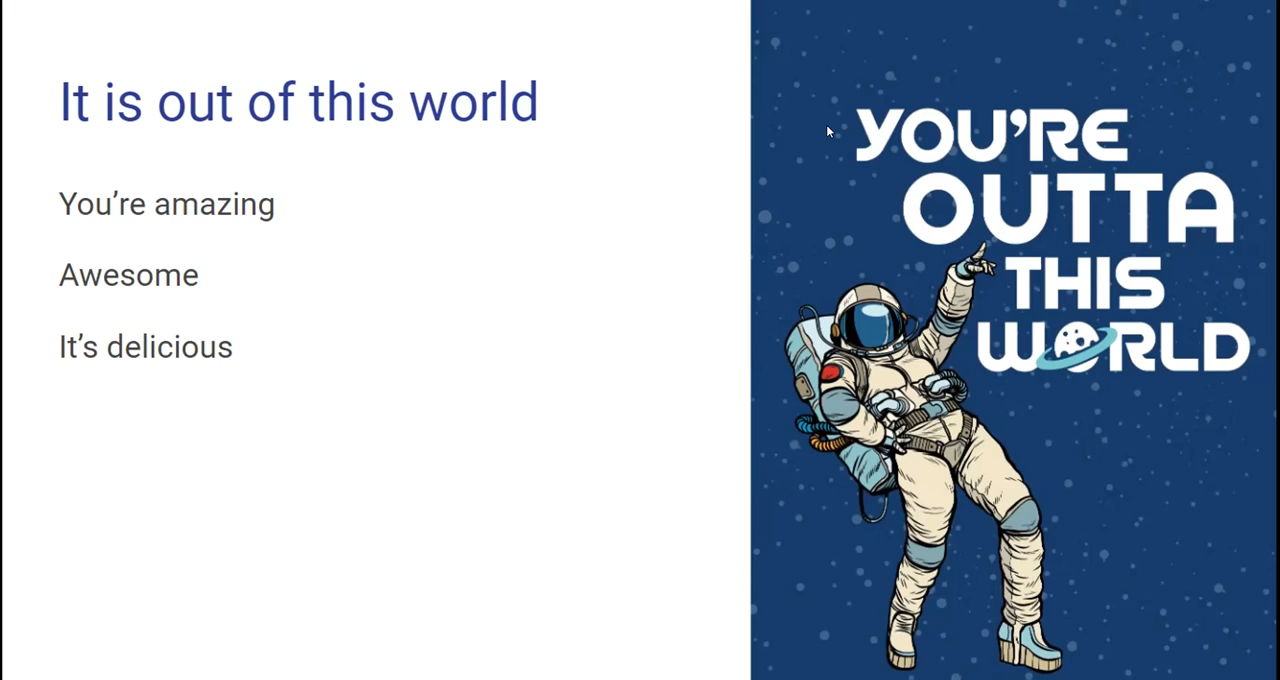 It is out of this world
You’re amazing
Awesome
It’s delicious
YOU’RE
OUTTA
THIS
WORLD